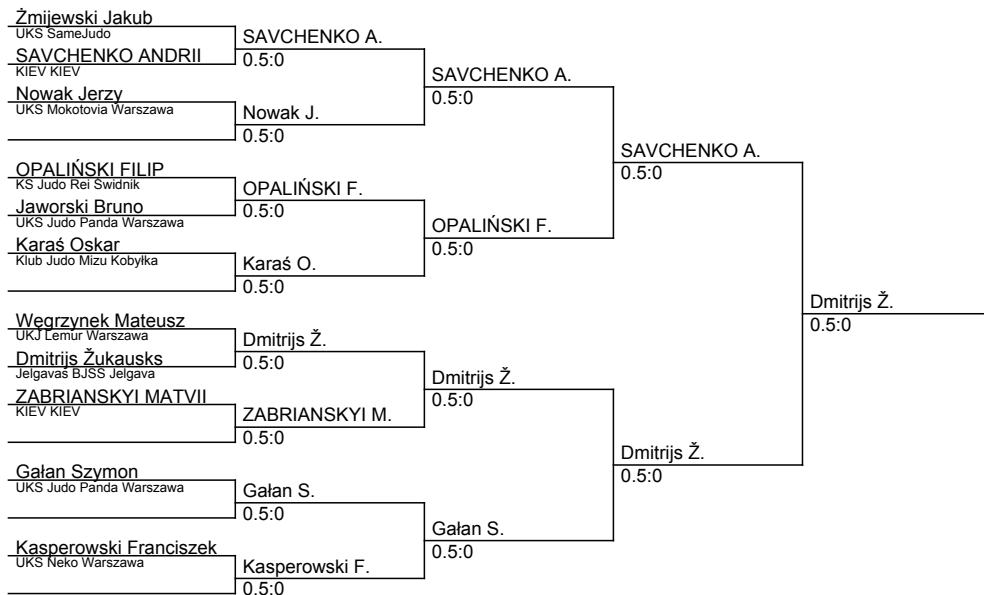 Żmijewski Jakub
UKS SameJudo
SAVCHENKO ANDRII
KIEV KIEV
Nowak Jerzy
UKS Mokotovia Warszawa
OPALIŃSKI FILIP
KS Judo Rei Świdnik
Jaworski Bruno
UKS Judo Panda Warszawa
Karaś Oskar
Klub Judo Mizu Kobyłka
Węgrzynek Mateusz
UKJ Lemur Warszawa
Dmitrijs Žukausks
Jelgavas BJSS Jelgava
ZABRIANSKYI MATVII
KIEV KIEV
Gałan Szymon
UKS Judo Panda Warszawa
Kasperowski Franciszek
UKS Neko Warszawa
SAVCHENKO A.
0.5:0
Nowak J.
0.5:0
OPALIŃSKI F.
0.5:0
Karaś O.
0.5:0
Dmitrijs Ž.
0.5:0
ZABRIANSKYI M.
0.5:0
Gałan S.
0.5:0
Kasperowski F.
0.5:0
SAVCHENKO A.
0.5:0
OPALIŃSKI F.
0.5:0
Dmitrijs Ž.
0.5:0
Gałan S.
0.5:0
SAVCHENKO A.
0.5:0
Dmitrijs Ž.
0.5:0
Dmitrijs Ž.
0.5:0